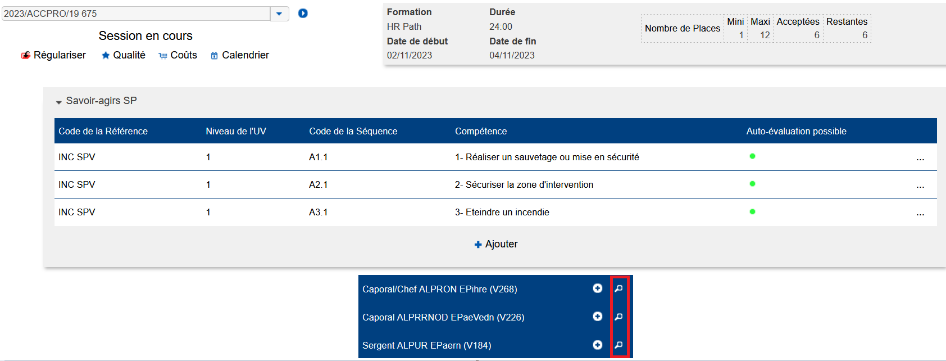 2023/ACCPRO/19 675
Session en cours
Régulariser Qualité Coûts Calendrier
Formation Durée
HR Path 24.00
Date de début Date de fin
02/11/2023 04/11/2023
Nombre de Places Mini Maxi Acceptées Restantes
1 12 6 6
Savoir-agirs SP
Code de la Référence Niveau de l'UV Code de la Séquence Compétence Auto-évaluation possible
INC SPV 1 A1.1 1- Réaliser un sauvetage ou mise en sécurité ...
INC SPV 1 A2.1 2- Sécuriser la zone d'intervention ...
INC SPV 1 A3.1 3- Eteindre un incendie ...
Ajouter
Caporal/Chef ALPRON EPihre (V268)
Caporal ALPRRNOD EPaeVedn (V226)
Sergent ALPUR EPaern (V184)